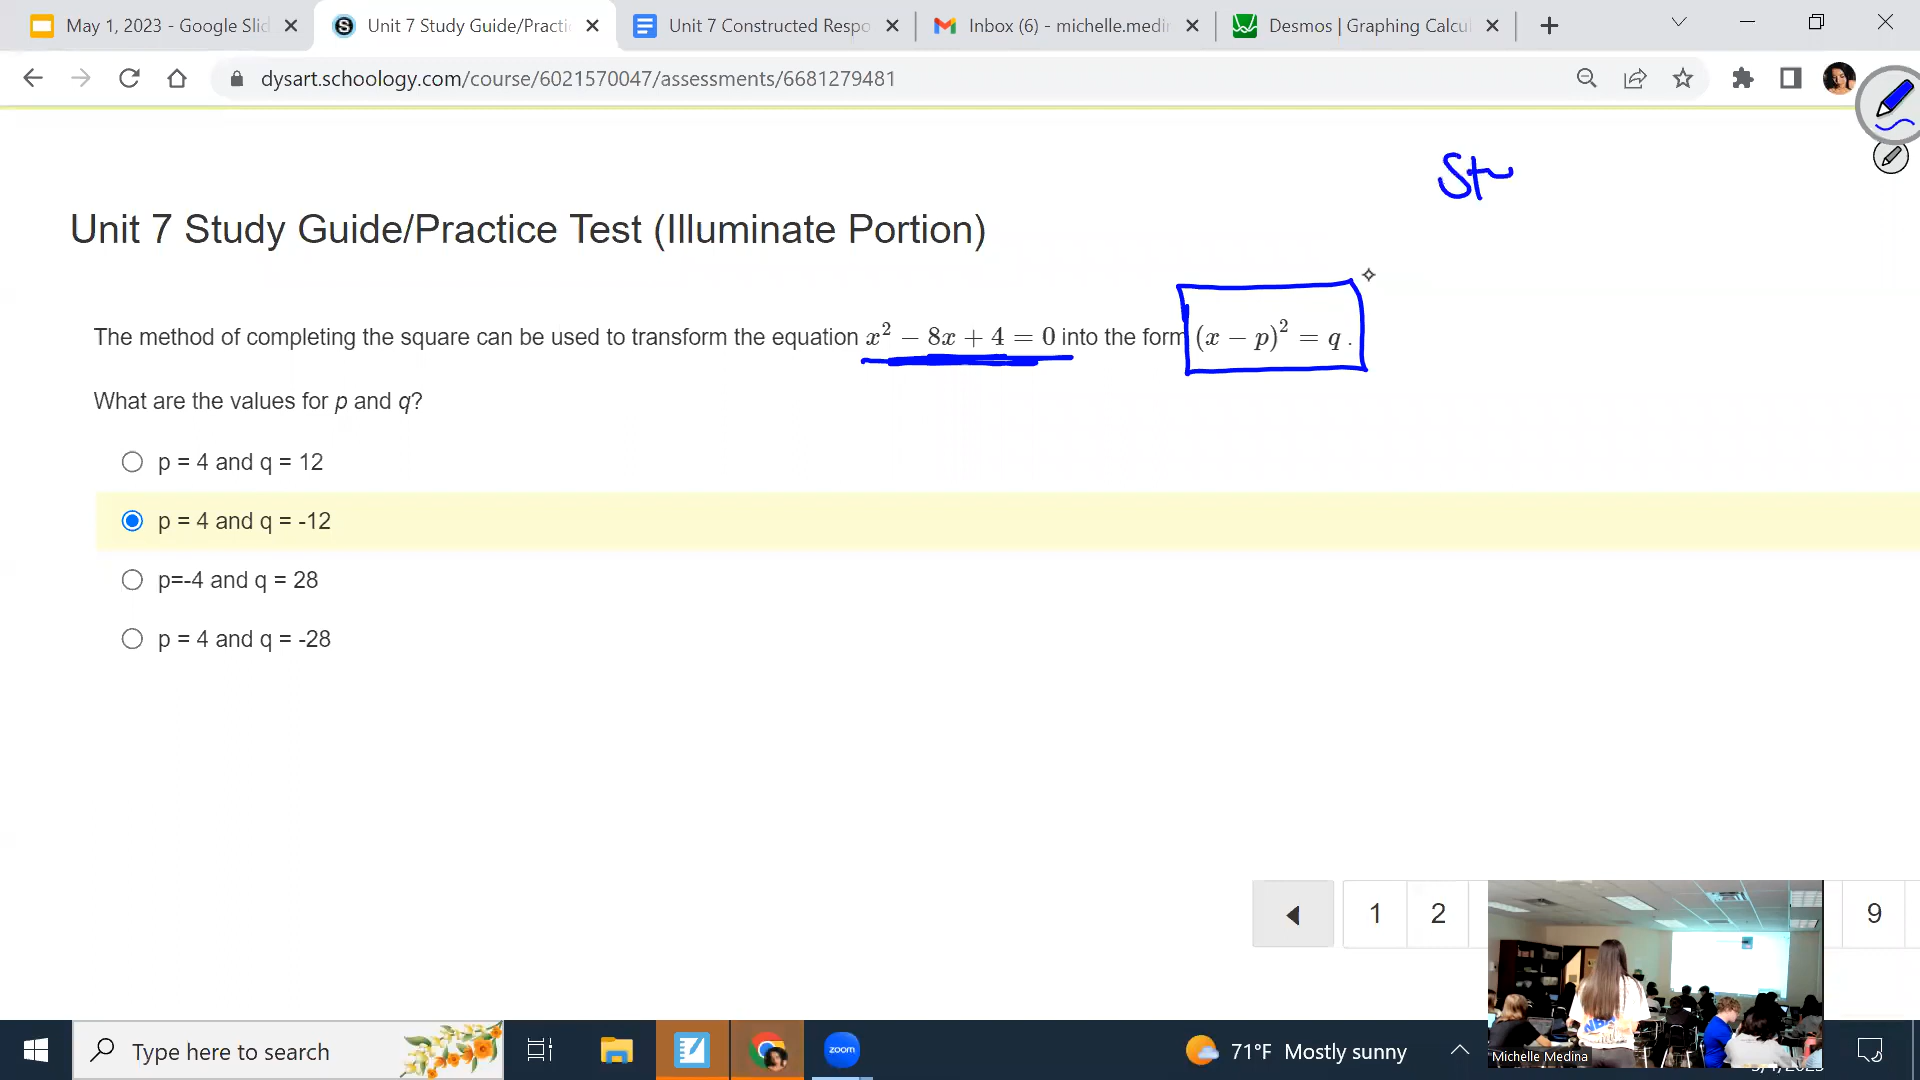 May 1, 2023 - Google Slid
Unit 7 Study Guide/Practi
Unit 7 Constructed Respo
Inbox (6) - michelle.medin
Desmos | Graphing Calcul
dysart.schoology.com/course/6021570047/assessments/6681279481
St
Unit 7 Study Guide/Practice Test (Illuminate Portion)
The method of completing the square can be used to transform the equation x² − 8x + 4 = 0 into the form (x − p)² = q .
What are the values for p and q?
p = 4 and q = 12
p = 4 and q = -12
p=-4 and q = 28
p = 4 and q = -28
1 2 9
Type here to search
zoom
71°F Mostly sunny
Michelle Medina